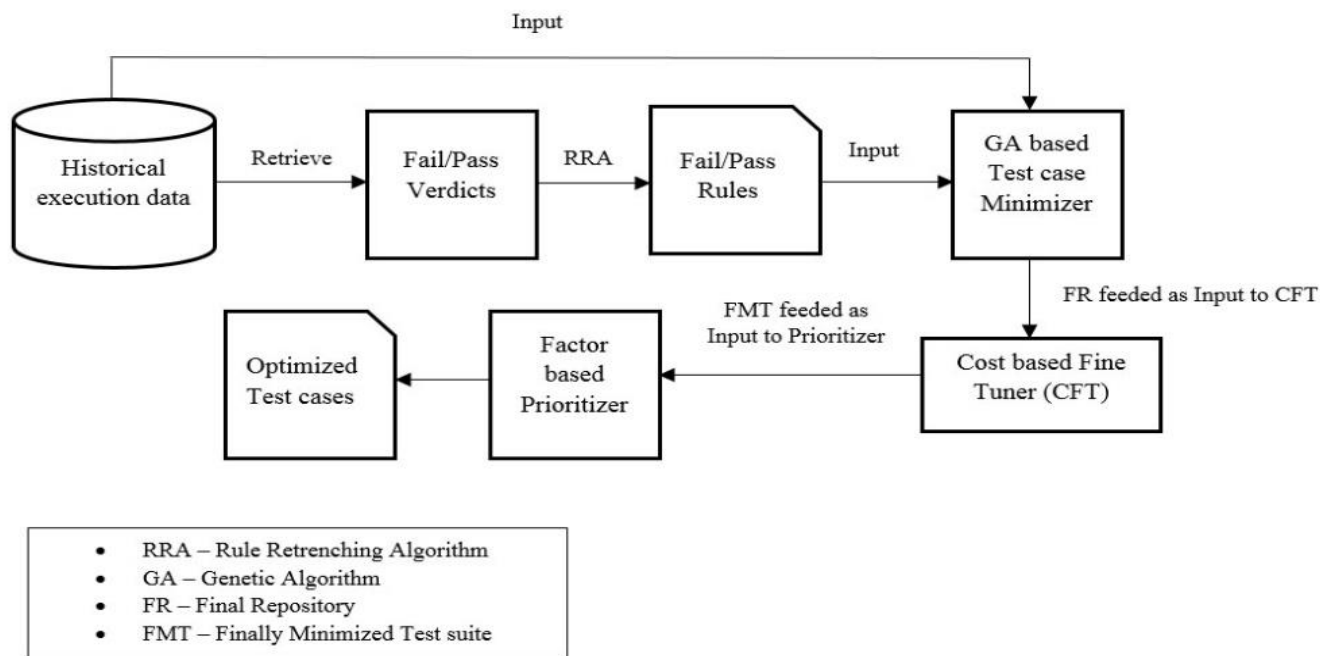 Input
Historical
execution data
Retrieve
Fail/Pass
Verdicts
RRA
Fail/Pass
Rules
Input
GA based
Test case
Minimizer
FR feeded as Input to CFT
Cost based Fine
Tuner (CFT)
FMT feeded as
Input to Prioritizer
Factor
based
Prioritizer
Optimized
Test cases
• RRA – Rule Retrenching Algorithm
• GA – Genetic Algorithm
• FR – Final Repository
• FMT – Finally Minimized Test suite